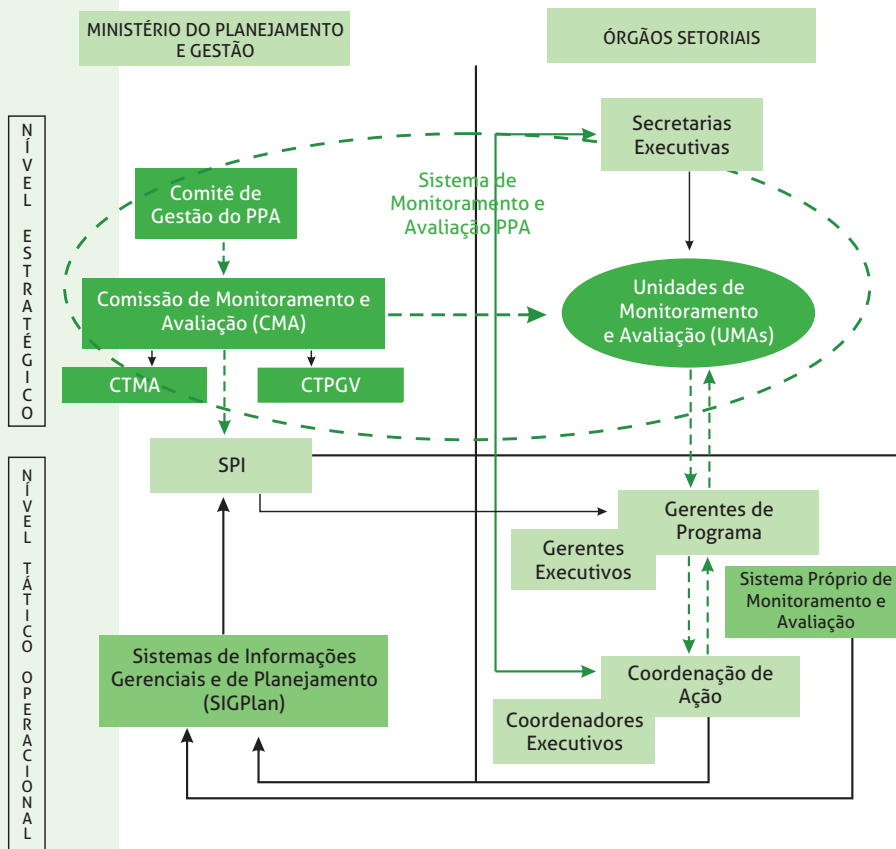 MINISTÉRIO DO PLANEJAMENTO
E GESTÃO
ÓRGÃOS SETORIAIS
NÍVEL ESTRATÉGICO
Secretarias
Executivas
Sistema de
Monitoramento e
Avaliação PPA
Comitê de
Gestão do PPA
Comissão de Monitoramento e
Avaliação (CMA)
Unidades de
Monitoramento
e Avaliação (UMAs)
CTMA
CTPGV
NÍVEL TÁTICO OPERACIONAL
SPI
Gerentes de
Programa
Gerentes
Executivos
Sistema Próprio de
Monitoramento e
Avaliação
Sistemas de Informações
Gerenciais e de Planejamento
(SIGPlan)
Coordenação de
Ação
Coordenadores
Executivos